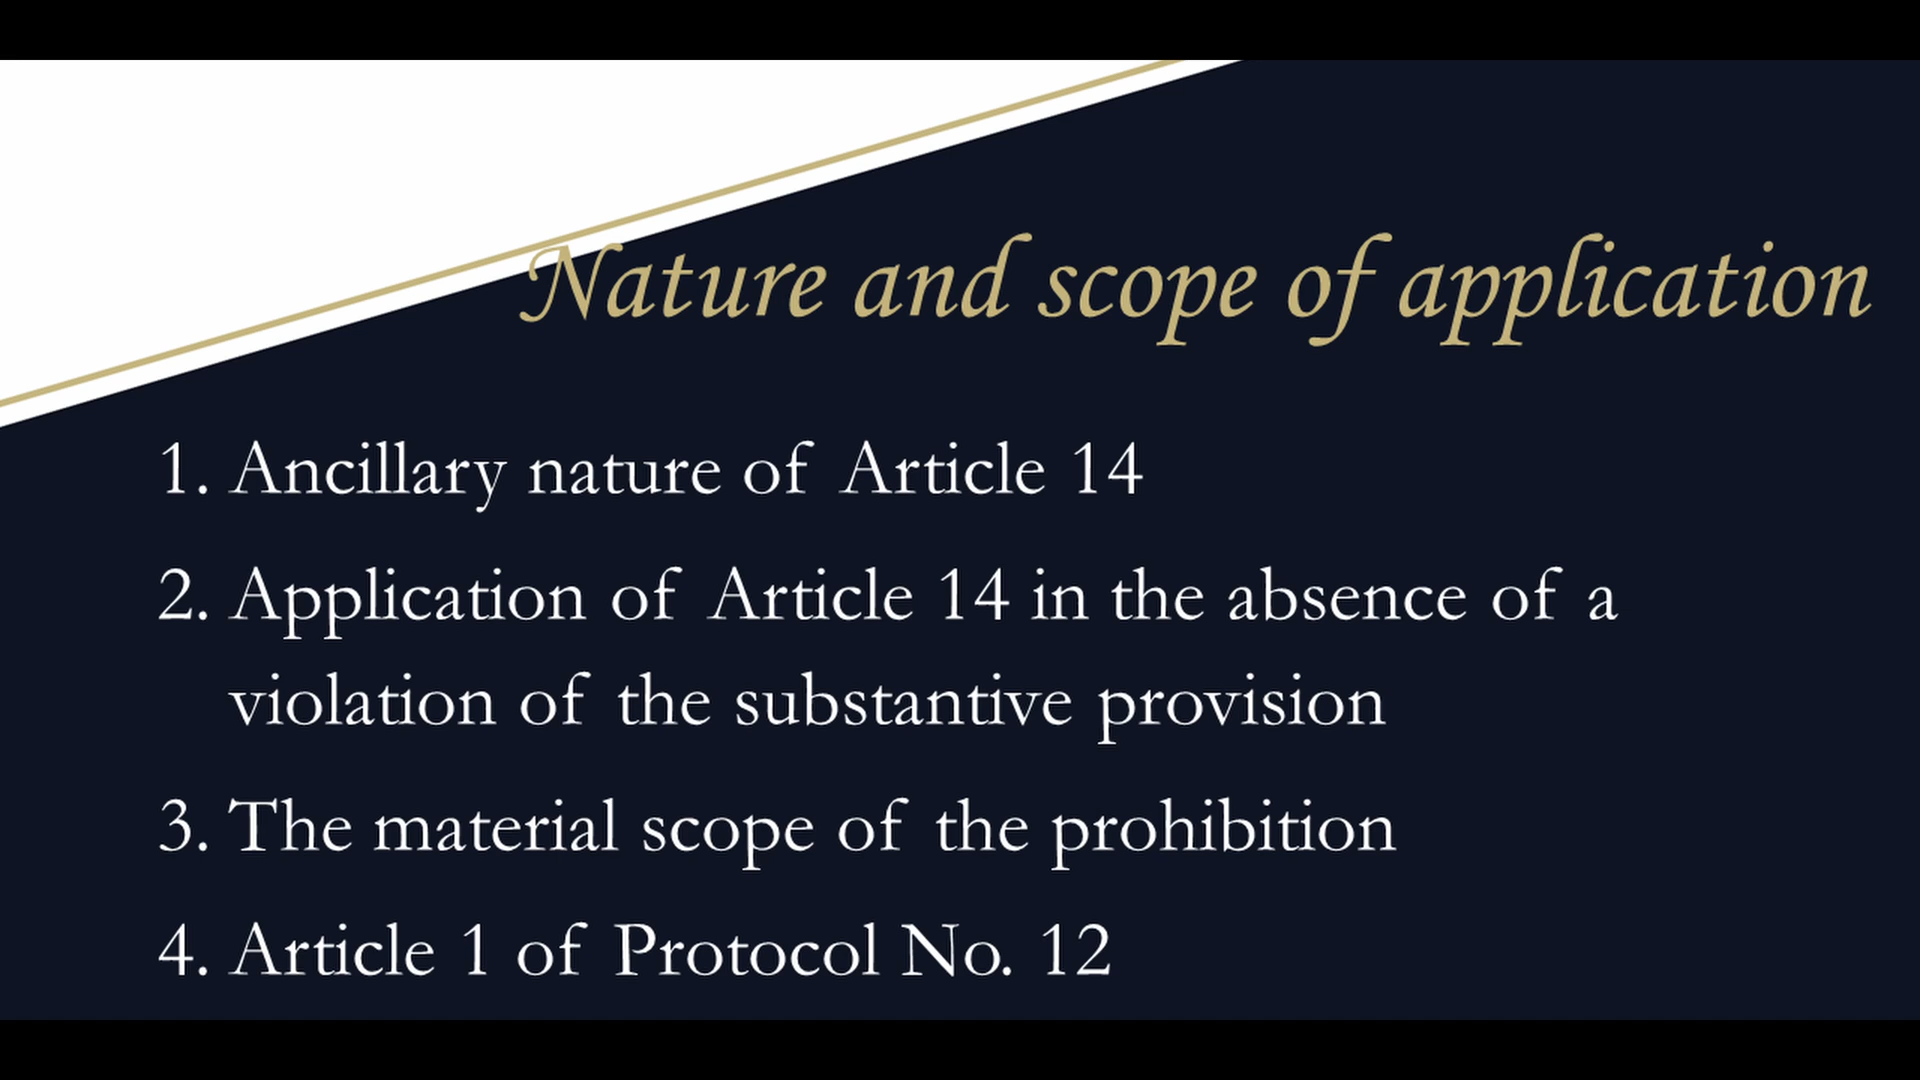 Nature and scope of application
1. Ancillary nature of Article 14
2. Application of Article 14 in the absence of a
violation of the substantive provision
3. The material scope of the prohibition
4. Article 1 of Protocol No. 12